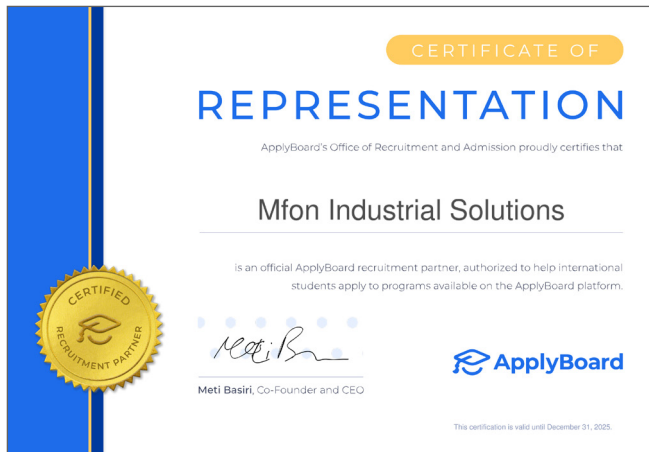 CERTIFICATE OF
REPRESENTATION
ApplyBoard's Office of Recruitment and Admission proudly certifies that
Mfon Industrial Solutions
is an official ApplyBoard recruitment partner, authorized to help international
students apply to programs available on the ApplyBoard platform.
CERTIFIED
RECRUITMENT PARTNER
Meti Basiri, Co-Founder and CEO
ApplyBoard
This certification is valid until December 31, 2025.